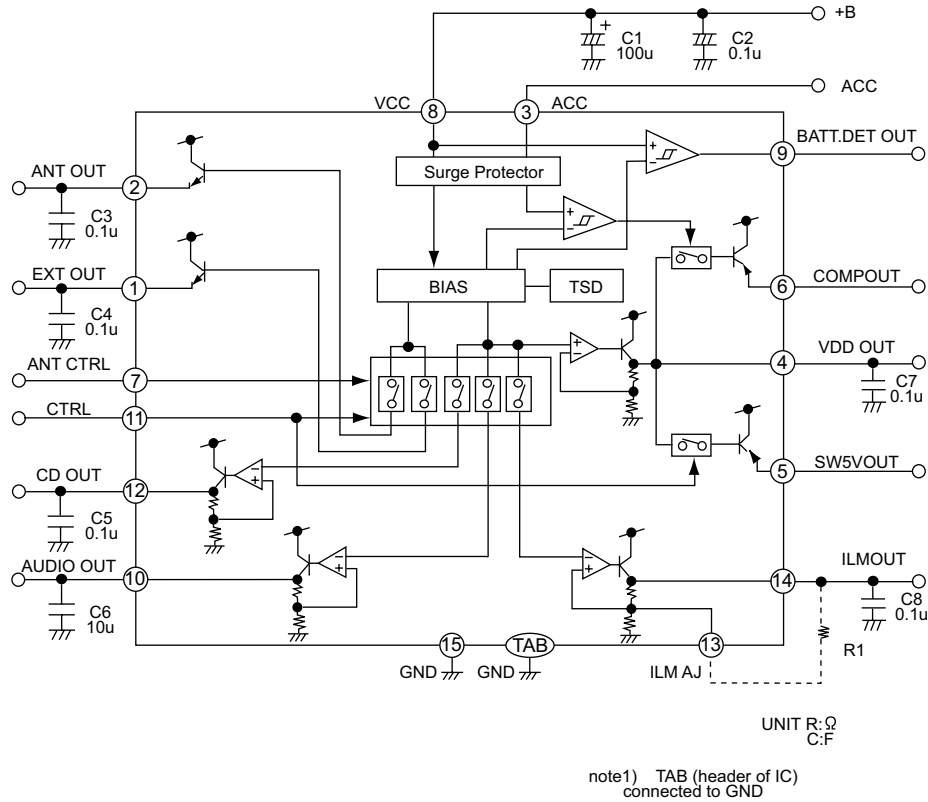 +B
+
C1
100u
C2
0.1u
ACC
VCC
8
3
ACC
BATT.DET OUT
9
+
−
Surge Protector
ANT OUT
2
C3
0.1u
+
−
COMPOUT
6
EXT OUT
1
C4
0.1u
BIAS
TSD
+
−
VDD OUT
4
C7
0.1u
ANT CTRL
7
CTRL
11
SW5VOUT
5
CD OUT
12
−
+
C5
0.1u
AUDIO OUT
10
−
+
C6
10u
−
+
ILMOUT
14
C8
0.1u
R1
15
TAB
13
GND
GND
ILM AJ
UNIT R:Ω
C:F
note1) TAB (header of IC)
connected to GND